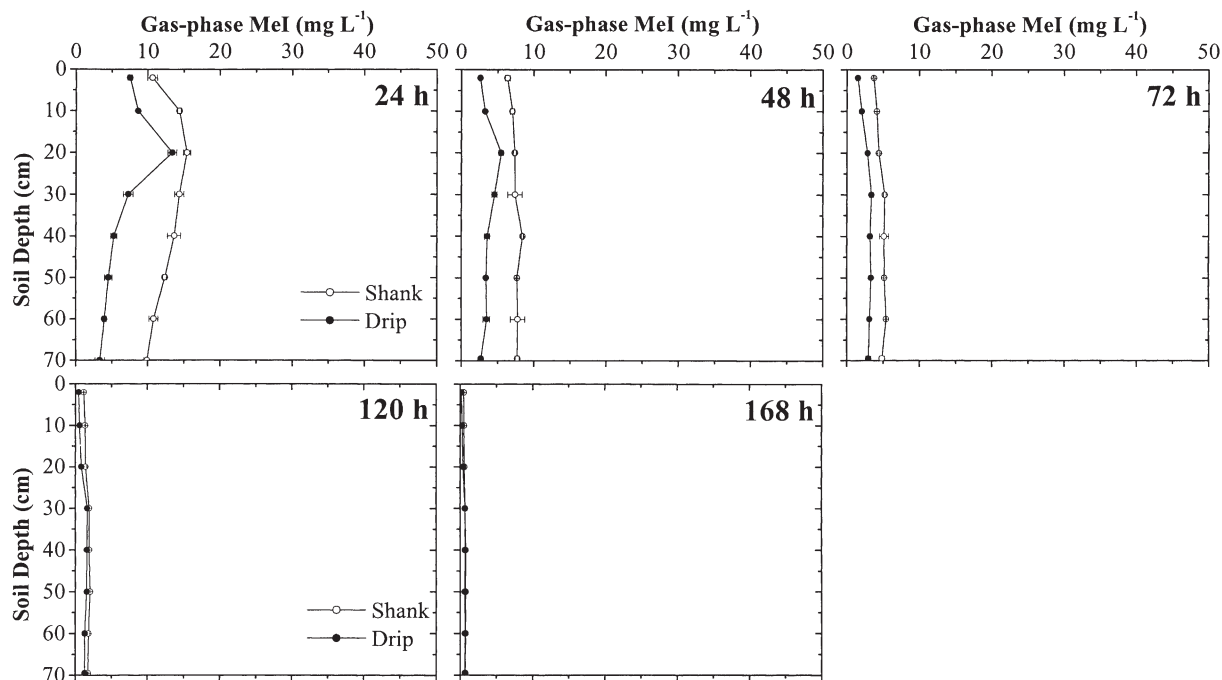 Gas-phase MeI (mg L⁻¹) Gas-phase MeI (mg L⁻¹) Gas-phase MeI (mg L⁻¹)
0 10 20 30 40 50 0 10 20 30 40 50 0 10 20 30 40 50
0
24 h 48 h 72 h
10
20
30
Soil Depth (cm)
40
50
Shank
60
Drip
70
0
120 h 168 h
10
20
30
Soil Depth (cm)
40
50
Shank
60
Drip
70